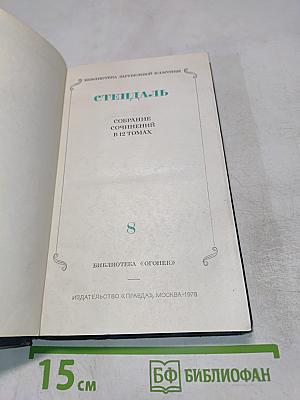 БИБЛИОТЕКА ЗАРУБЕЖНОЙ КЛАССИКИ
СТЕНДАЛЬ
СОБРАНИЕ
СОЧИНЕНИЙ
В 12 ТОМАХ
8
БИБЛИОТЕКА «ОГОНЕК»
ИЗДАТЕЛЬСТВО «ПРАВДА», МОСКВА·1978
15 см
БФ БИБЛИОФАН